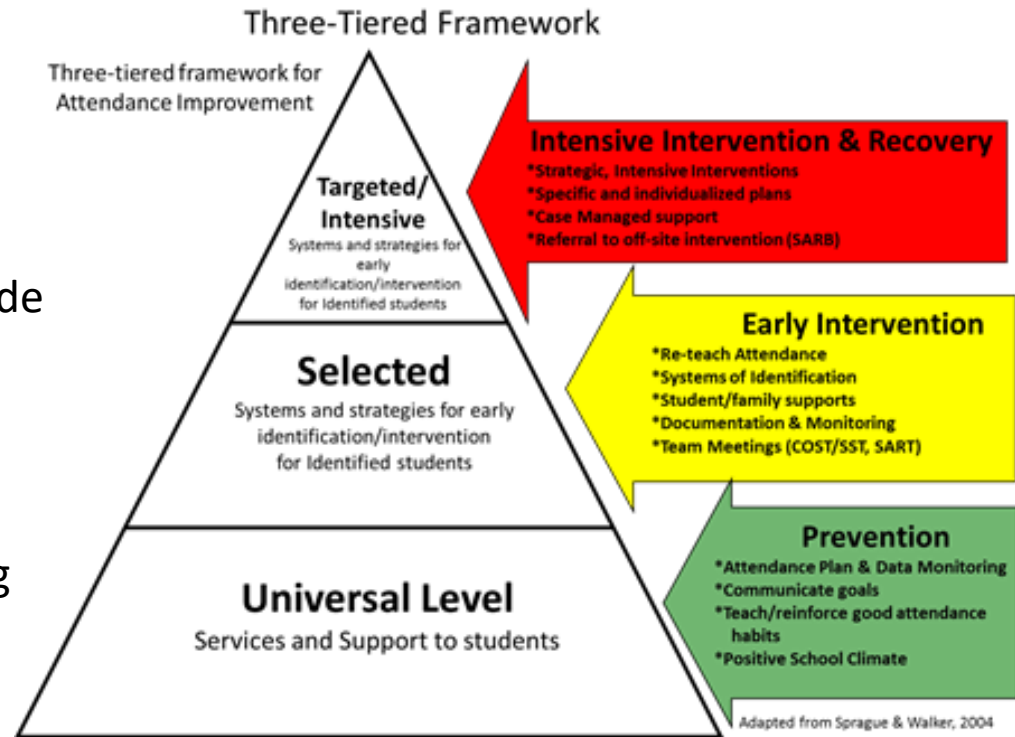 Three-Tiered Framework
Three-tiered framework for
Attendance Improvement
Targeted/
Intensive
Systems and strategies for
early
identification/intervention
for Identified students
Intensive Intervention & Recovery
*Strategic, Intensive Interventions
*Specific and individualized plans
*Case Managed support
*Referral to off-site intervention (SARB)
de
Selected
Systems and strategies for early
identification/intervention
for Identified students
Early Intervention
*Re-teach Attendance
*Systems of Identification
*Student/family supports
*Documentation & Monitoring
*Team Meetings (COST/SST, SART)
g
Universal Level
Services and Support to students
Prevention
*Attendance Plan & Data Monitoring
*Communicate goals
*Teach/reinforce good attendance
habits
*Positive School Climate
Adapted from Sprague & Walker, 2004